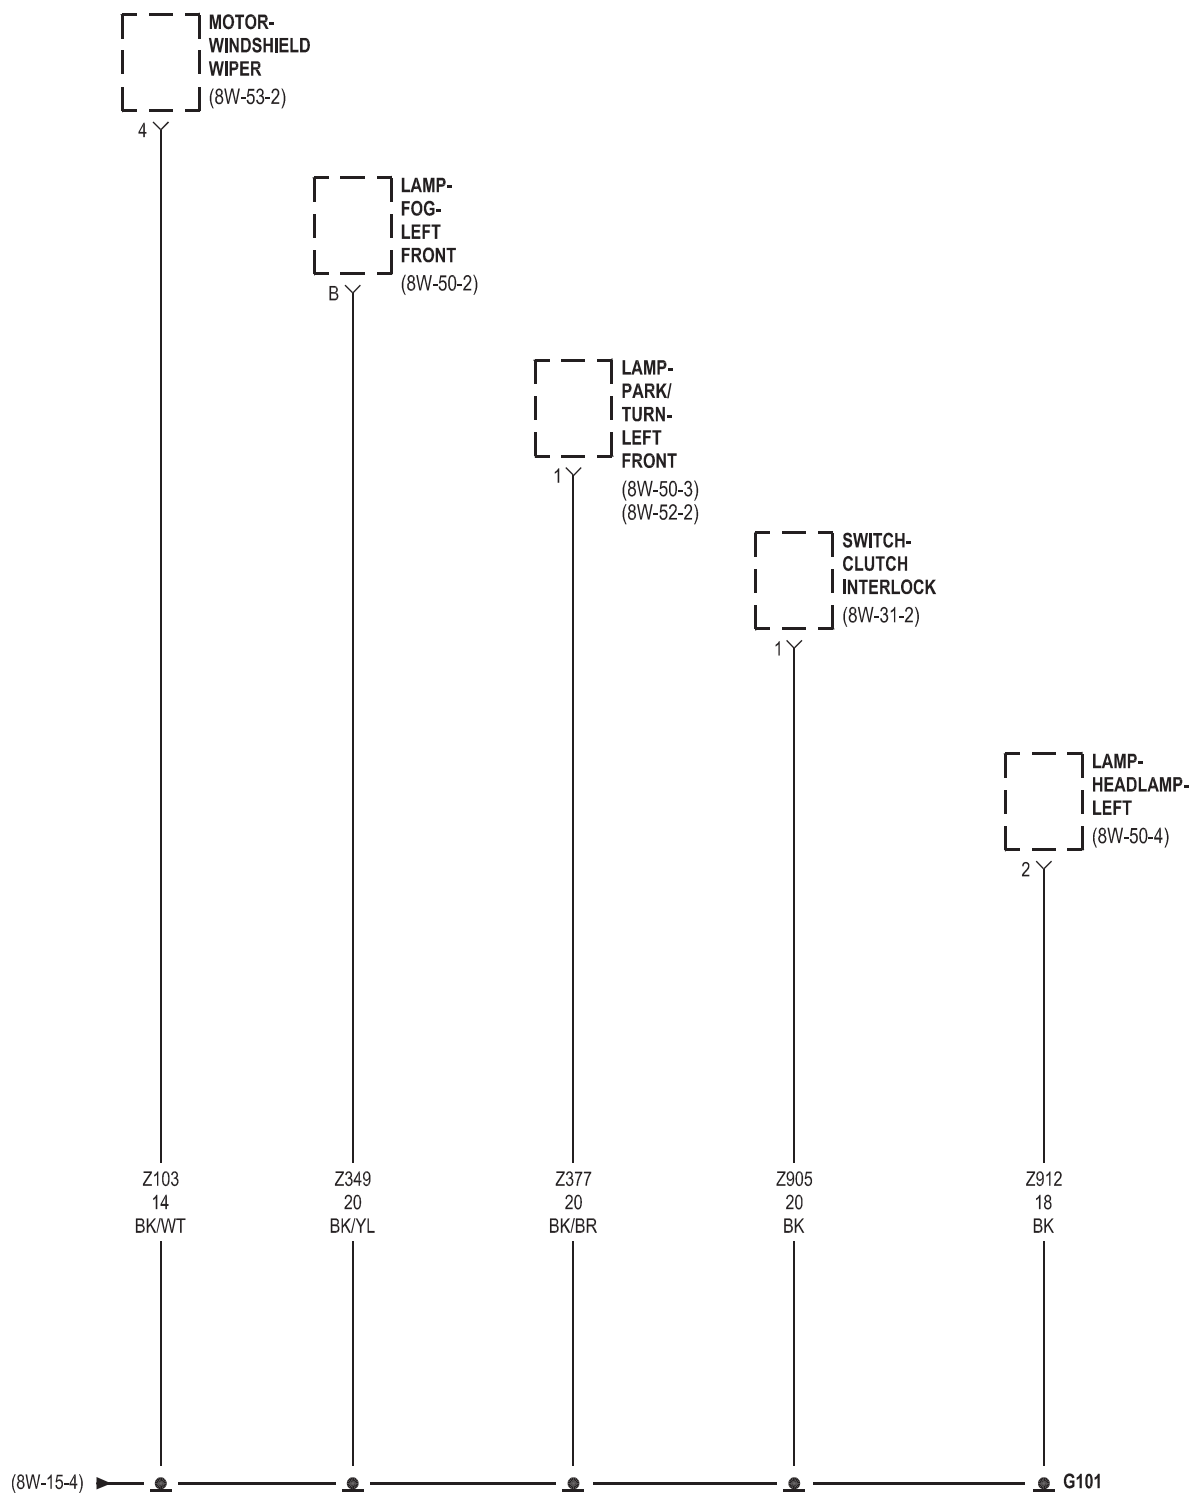 MOTOR-
WINDSHIELD
WIPER
(8W-53-2)
4
LAMP-
FOG-
LEFT
FRONT
(8W-50-2)
B
LAMP-
PARK/
TURN-
LEFT
FRONT
(8W-50-3)
(8W-52-2)
1
SWITCH-
CLUTCH
INTERLOCK
(8W-31-2)
1
LAMP-
HEADLAMP-
LEFT
(8W-50-4)
2
Z103
14
BK/WT
Z349
20
BK/YL
Z377
20
BK/BR
Z905
20
BK
Z912
18
BK
(8W-15-4)
G101